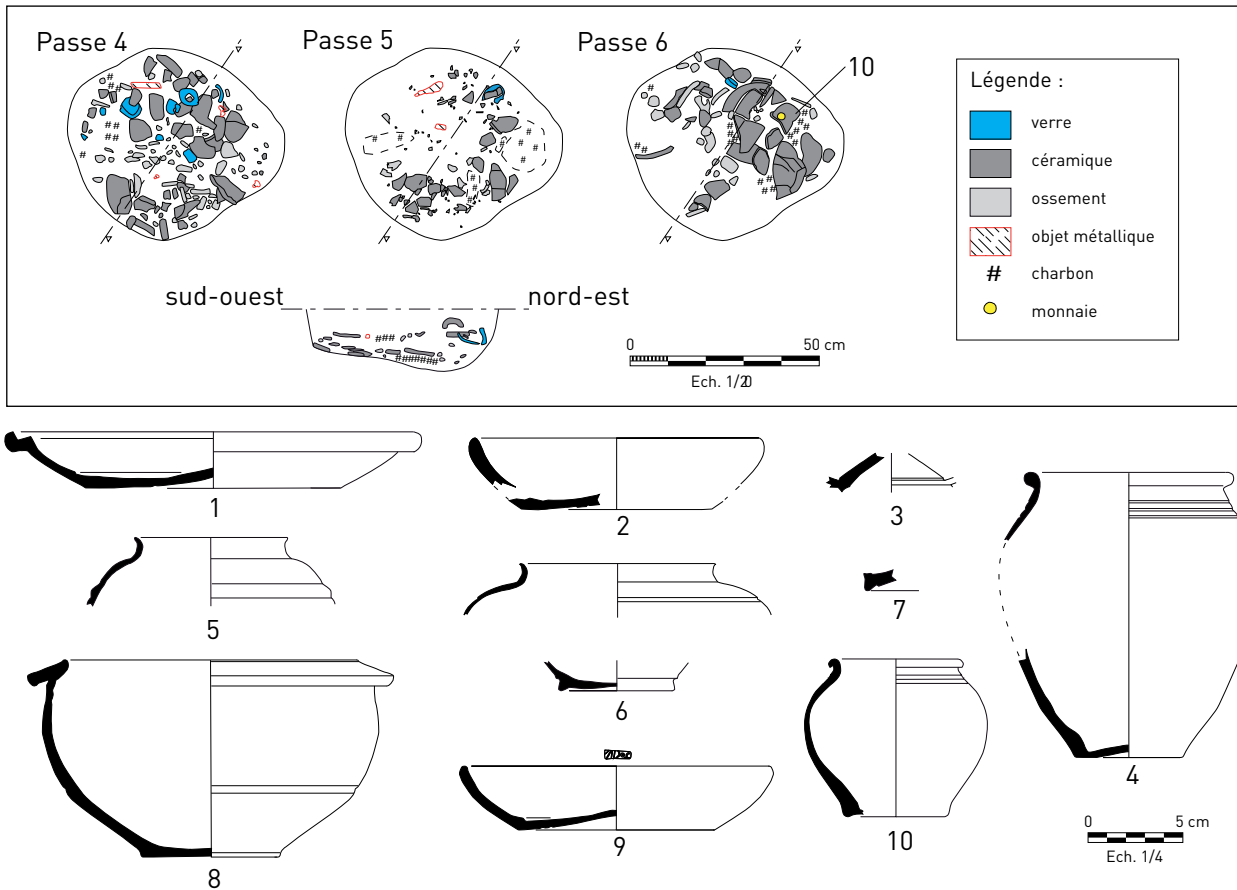 Passe 4
Passe 5
Passe 6
10
Légende :
verre
céramique
ossement
objet métallique
# charbon
monnaie
sud-ouest
nord-est
0 50 cm
Ech. 1/20
1
2
3
4
5
6
7
8
9
10
0 5 cm
Ech. 1/4